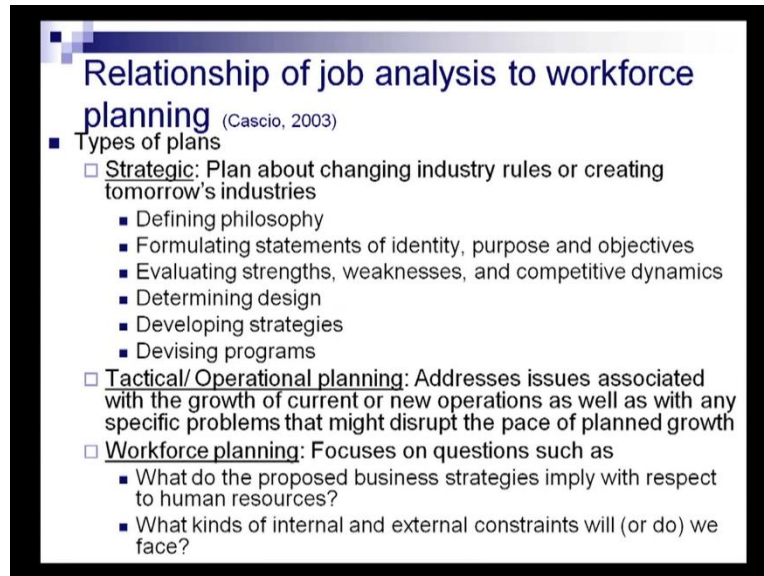 Relationship of job analysis to workforce
planning (Cascio, 2003)
Types of plans
Strategic: Plan about changing industry rules or creating
tomorrow's industries
Defining philosophy
Formulating statements of identity, purpose and objectives
Evaluating strengths, weaknesses, and competitive dynamics
Determining design
Developing strategies
Devising programs
Tactical/ Operational planning: Addresses issues associated
with the growth of current or new operations as well as with any
specific problems that might disrupt the pace of planned growth
Workforce planning: Focuses on questions such as
What do the proposed business strategies imply with respect
to human resources?
What kinds of internal and external constraints will (or do) we
face?